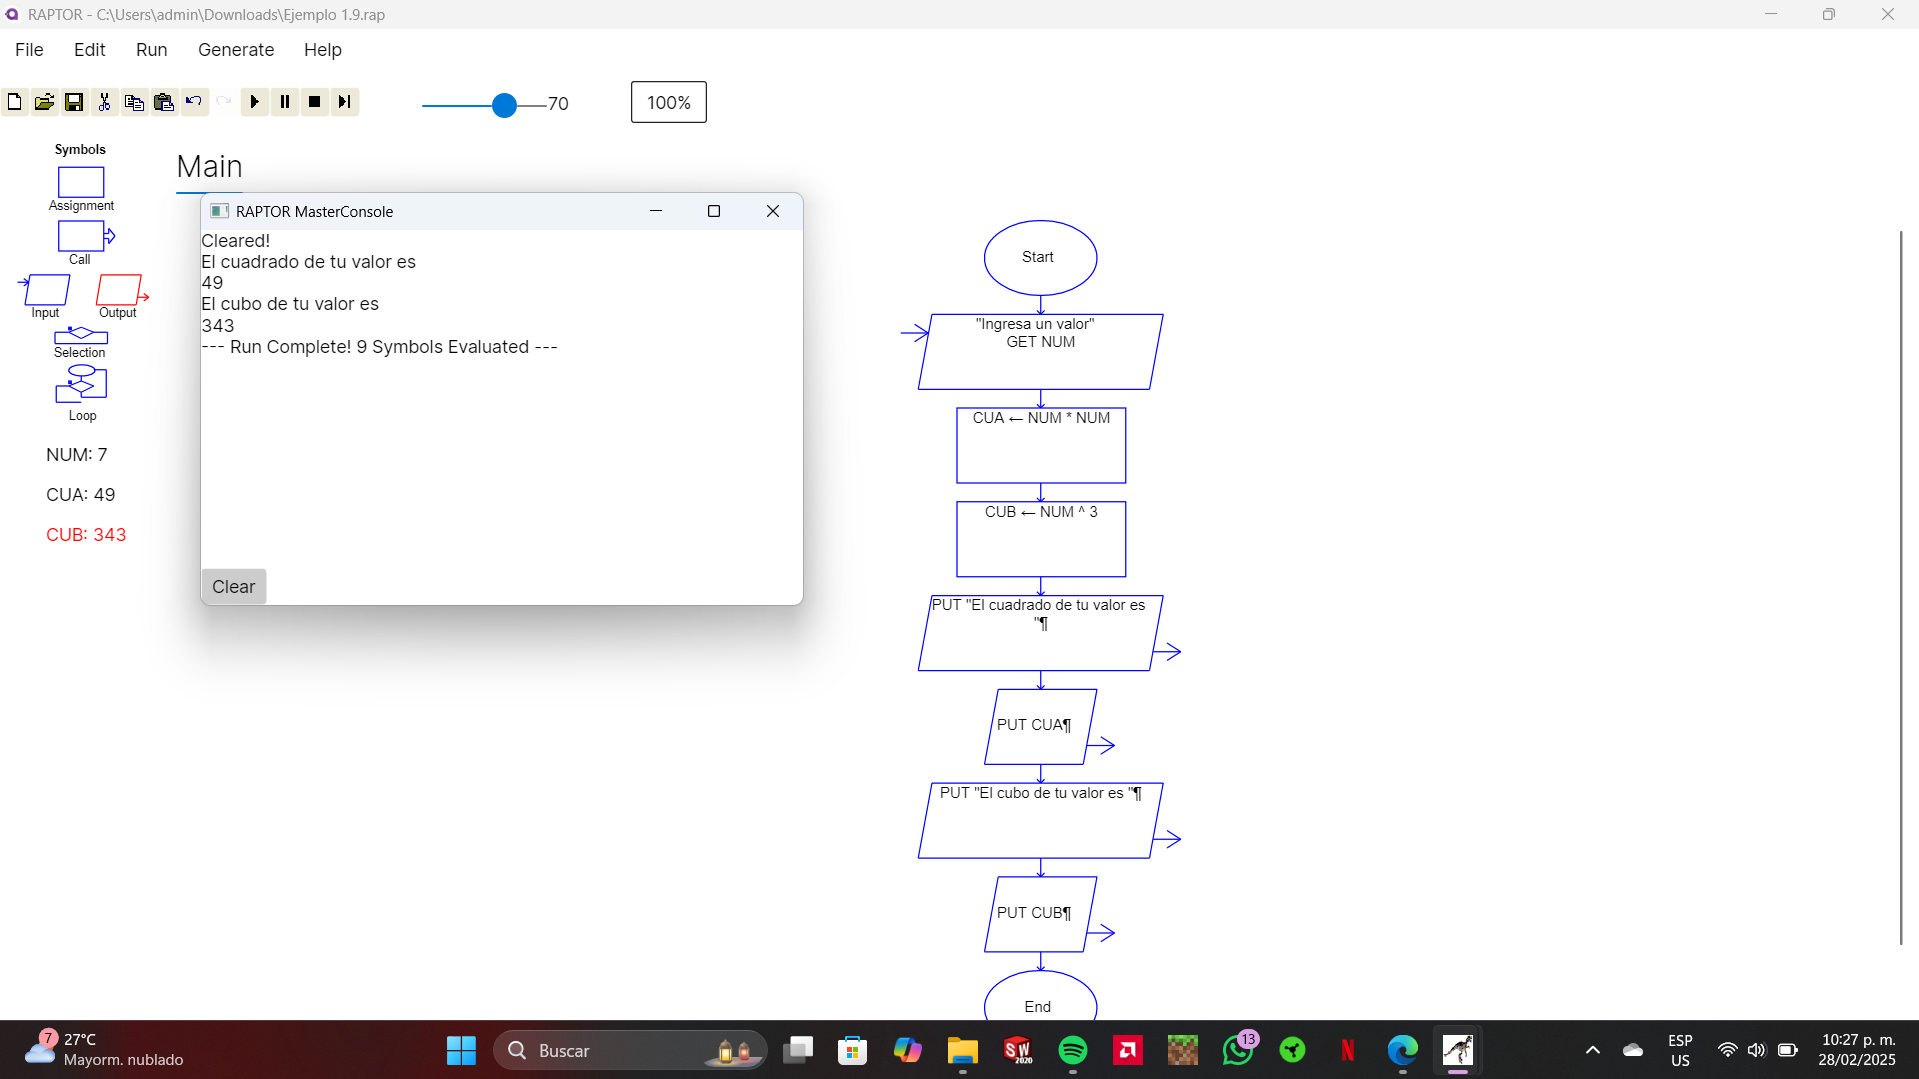 RAPTOR - C:\Users\admin\Downloads\Ejemplo 1.9.rap
File Edit Run Generate Help
70
100%
Symbols
Assignment
Call
Input Output
Selection
Loop
NUM: 7
CUA: 49
CUB: 343
Main
RAPTOR MasterConsole
Cleared!
El cuadrado de tu valor es
49
El cubo de tu valor es
343
--- Run Complete! 9 Symbols Evaluated ---
Clear
Start
"Ingresa un valor"
GET NUM
CUA ← NUM * NUM
CUB ← NUM ^ 3
PUT "El cuadrado de tu valor es
"¶
PUT CUA¶
PUT "El cubo de tu valor es "¶
PUT CUB¶
End
7
27°C
Mayorm. nublado
Buscar
SW
2020
13
N
ESP
US
10:27 p. m.
28/02/2025